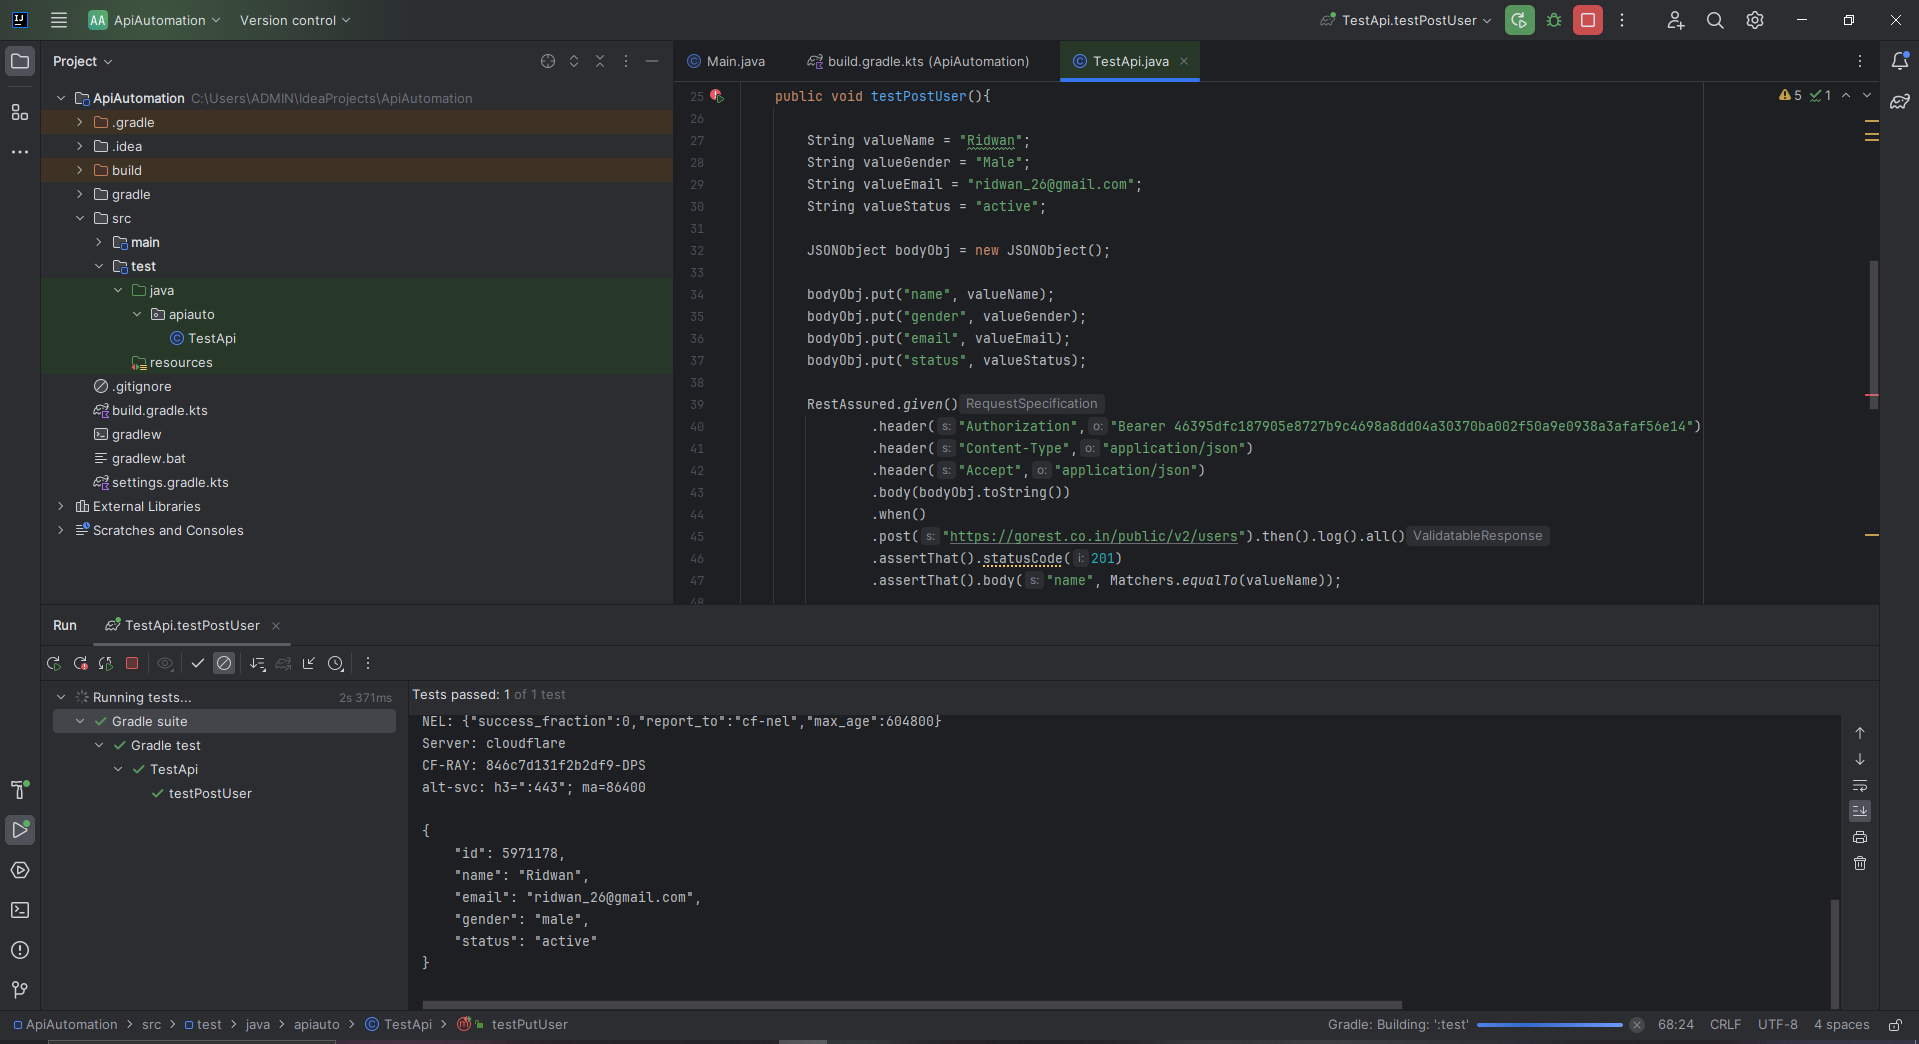 AA ApiAutomation Version control TestApi.testPostUser
Project
Main.java build.gradle.kts (ApiAutomation) TestApi.java
ApiAutomation C:\Users\ADMIN\IdeaProjects\ApiAutomation
.gradle
.idea
build
gradle
src
main
test
java
apiauto
TestApi
resources
.gitignore
build.gradle.kts
gradlew
gradlew.bat
settings.gradle.kts
External Libraries
Scratches and Consoles
5 1
25 public void testPostUser(){
26
27 String valueName = "Ridwan";
28 String valueGender = "Male";
29 String valueEmail = "ridwan_26@gmail.com";
30 String valueStatus = "active";
31
32 JSONObject bodyObj = new JSONObject();
33
34 bodyObj.put("name", valueName);
35 bodyObj.put("gender", valueGender);
36 bodyObj.put("email", valueEmail);
37 bodyObj.put("status", valueStatus);
38
39 RestAssured.given() RequestSpecification
40 .header( s: "Authorization", o: "Bearer 46395dfc187905e8727b9c4698a8dd04a30370ba002f50a9e0938a3afaf56e14")
41 .header( s: "Content-Type", o: "application/json")
42 .header( s: "Accept", o: "application/json")
43 .body(bodyObj.toString())
44 .when()
45 .post( s: "https://gorest.co.in/public/v2/users").then().log().all() ValidatableResponse
46 .assertThat().statusCode( i: 201)
47 .assertThat().body( s: "name", Matchers.equalTo(valueName));
48
Run TestApi.testPostUser
Running tests... 2s 371ms
Gradle suite
Gradle test
TestApi
testPostUser
Tests passed: 1 of 1 test
NEL: {"success_fraction":0,"report_to":"cf-nel","max_age":604800}
Server: cloudflare
CF-RAY: 846c7d131f2b2df9-DPS
alt-svc: h3=":443"; ma=86400
{
"id": 5971178,
"name": "Ridwan",
"email": "ridwan_26@gmail.com",
"gender": "male",
"status": "active"
}
ApiAutomation > src > test > java > apiauto > TestApi > testPutUser
Gradle: Building: ':test' 68:24 CRLF UTF-8 4 spaces